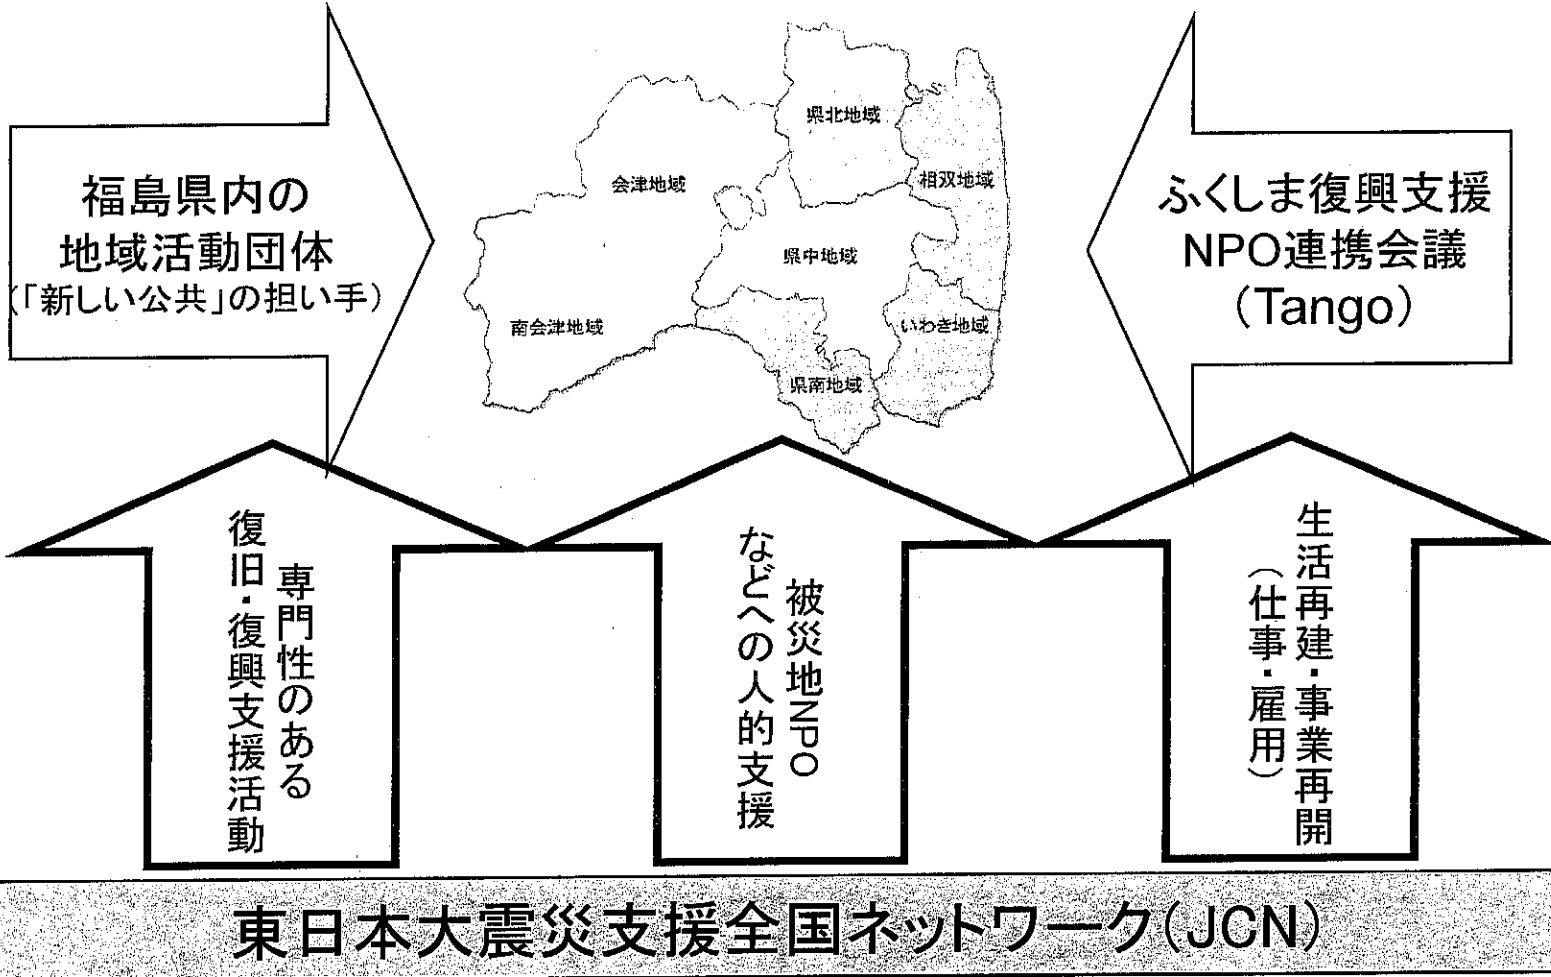 福島県内の
地域活動団体
(「新しい公共」の担い手)
県北地域
会津地域
相双地域
県中地域
南会津地域
いわき地域
県南地域
ふくしま復興支援
NPO連携会議
(Tango)
専門性のある
復旧・復興支援活動
被災地NPO
などへの人的支援
生活再建・事業再開
(仕事・雇用)
東日本大震災支援全国ネットワーク(JCN)